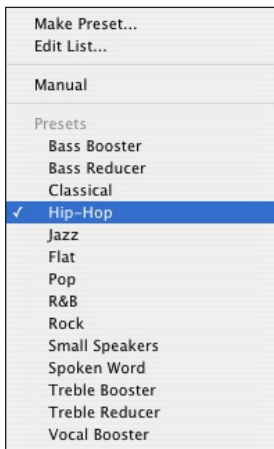 Make Preset...
Edit List...
Manual
Presets
Bass Booster
Bass Reducer
Classical
✓ Hip-Hop
Jazz
Flat
Pop
R&B
Rock
Small Speakers
Spoken Word
Treble Booster
Treble Reducer
Vocal Booster